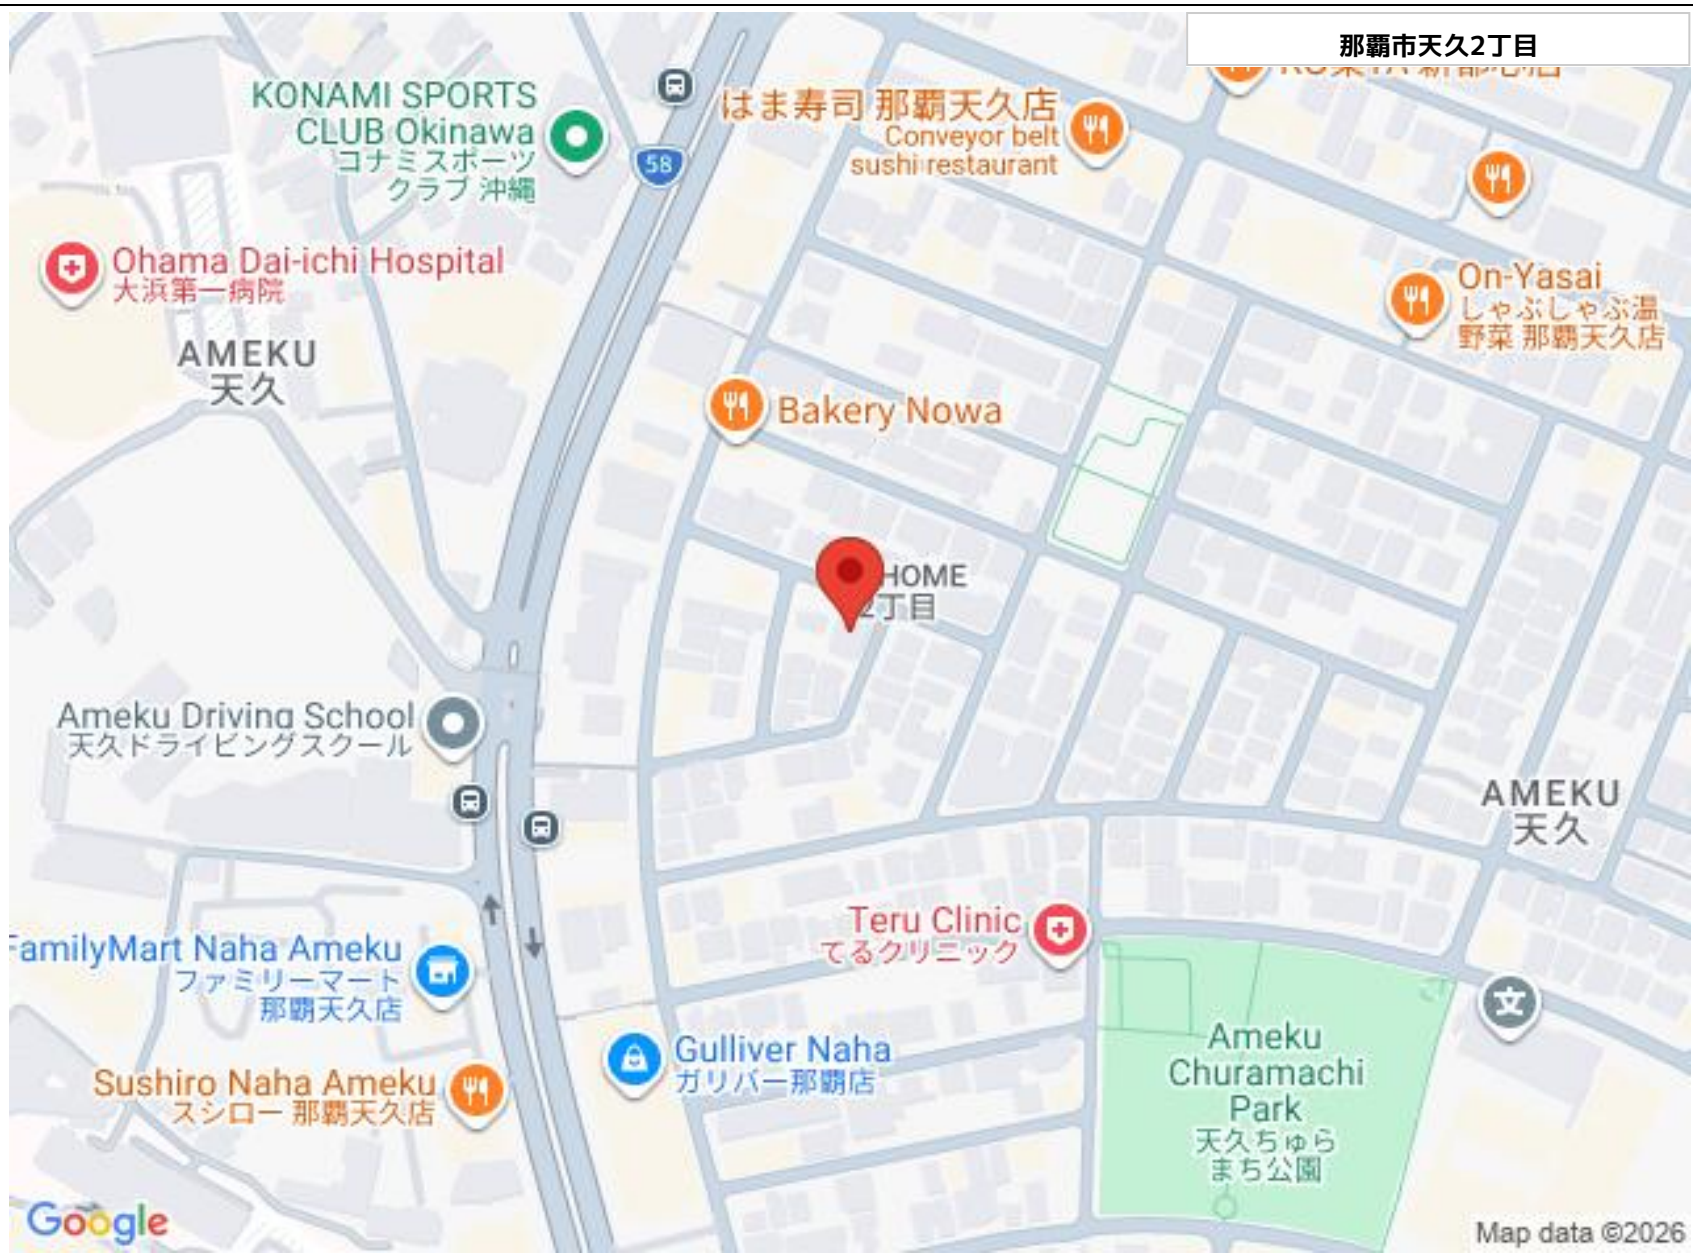 那覇市天久2丁目
KONAMI SPORTS
CLUB Okinawa
コナミスポーツ
クラブ 沖縄
58
はま寿司 那覇天久店
Conveyor belt
sushi restaurant
Ohama Dai-ichi Hospital
大浜第一病院
On-Yasai
しゃぶしゃぶ温
野菜 那覇天久店
AMEKU
天久
Bakery Nowa
HOME
2丁目
Ameku Driving School
天久ドライビングスクール
AMEKU
天久
Teru Clinic
てるクリニック
FamilyMart Naha Ameku
ファミリーマート
那覇天久店
文
Gulliver Naha
ガリバー那覇店
Ameku
Churamachi
Park
天久ちゅら
まち公園
Sushiro Naha Ameku
スシロー 那覇天久店
Google
Map data ©2026